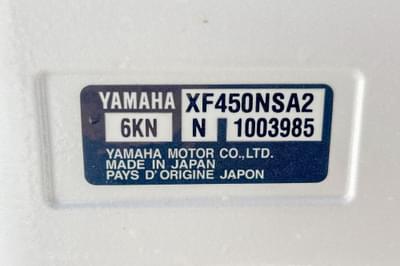 YAMAHA XF450NSA2
6KN N 1003985
YAMAHA MOTOR CO.,LTD.
MADE IN JAPAN
PAYS D'ORIGINE JAPON